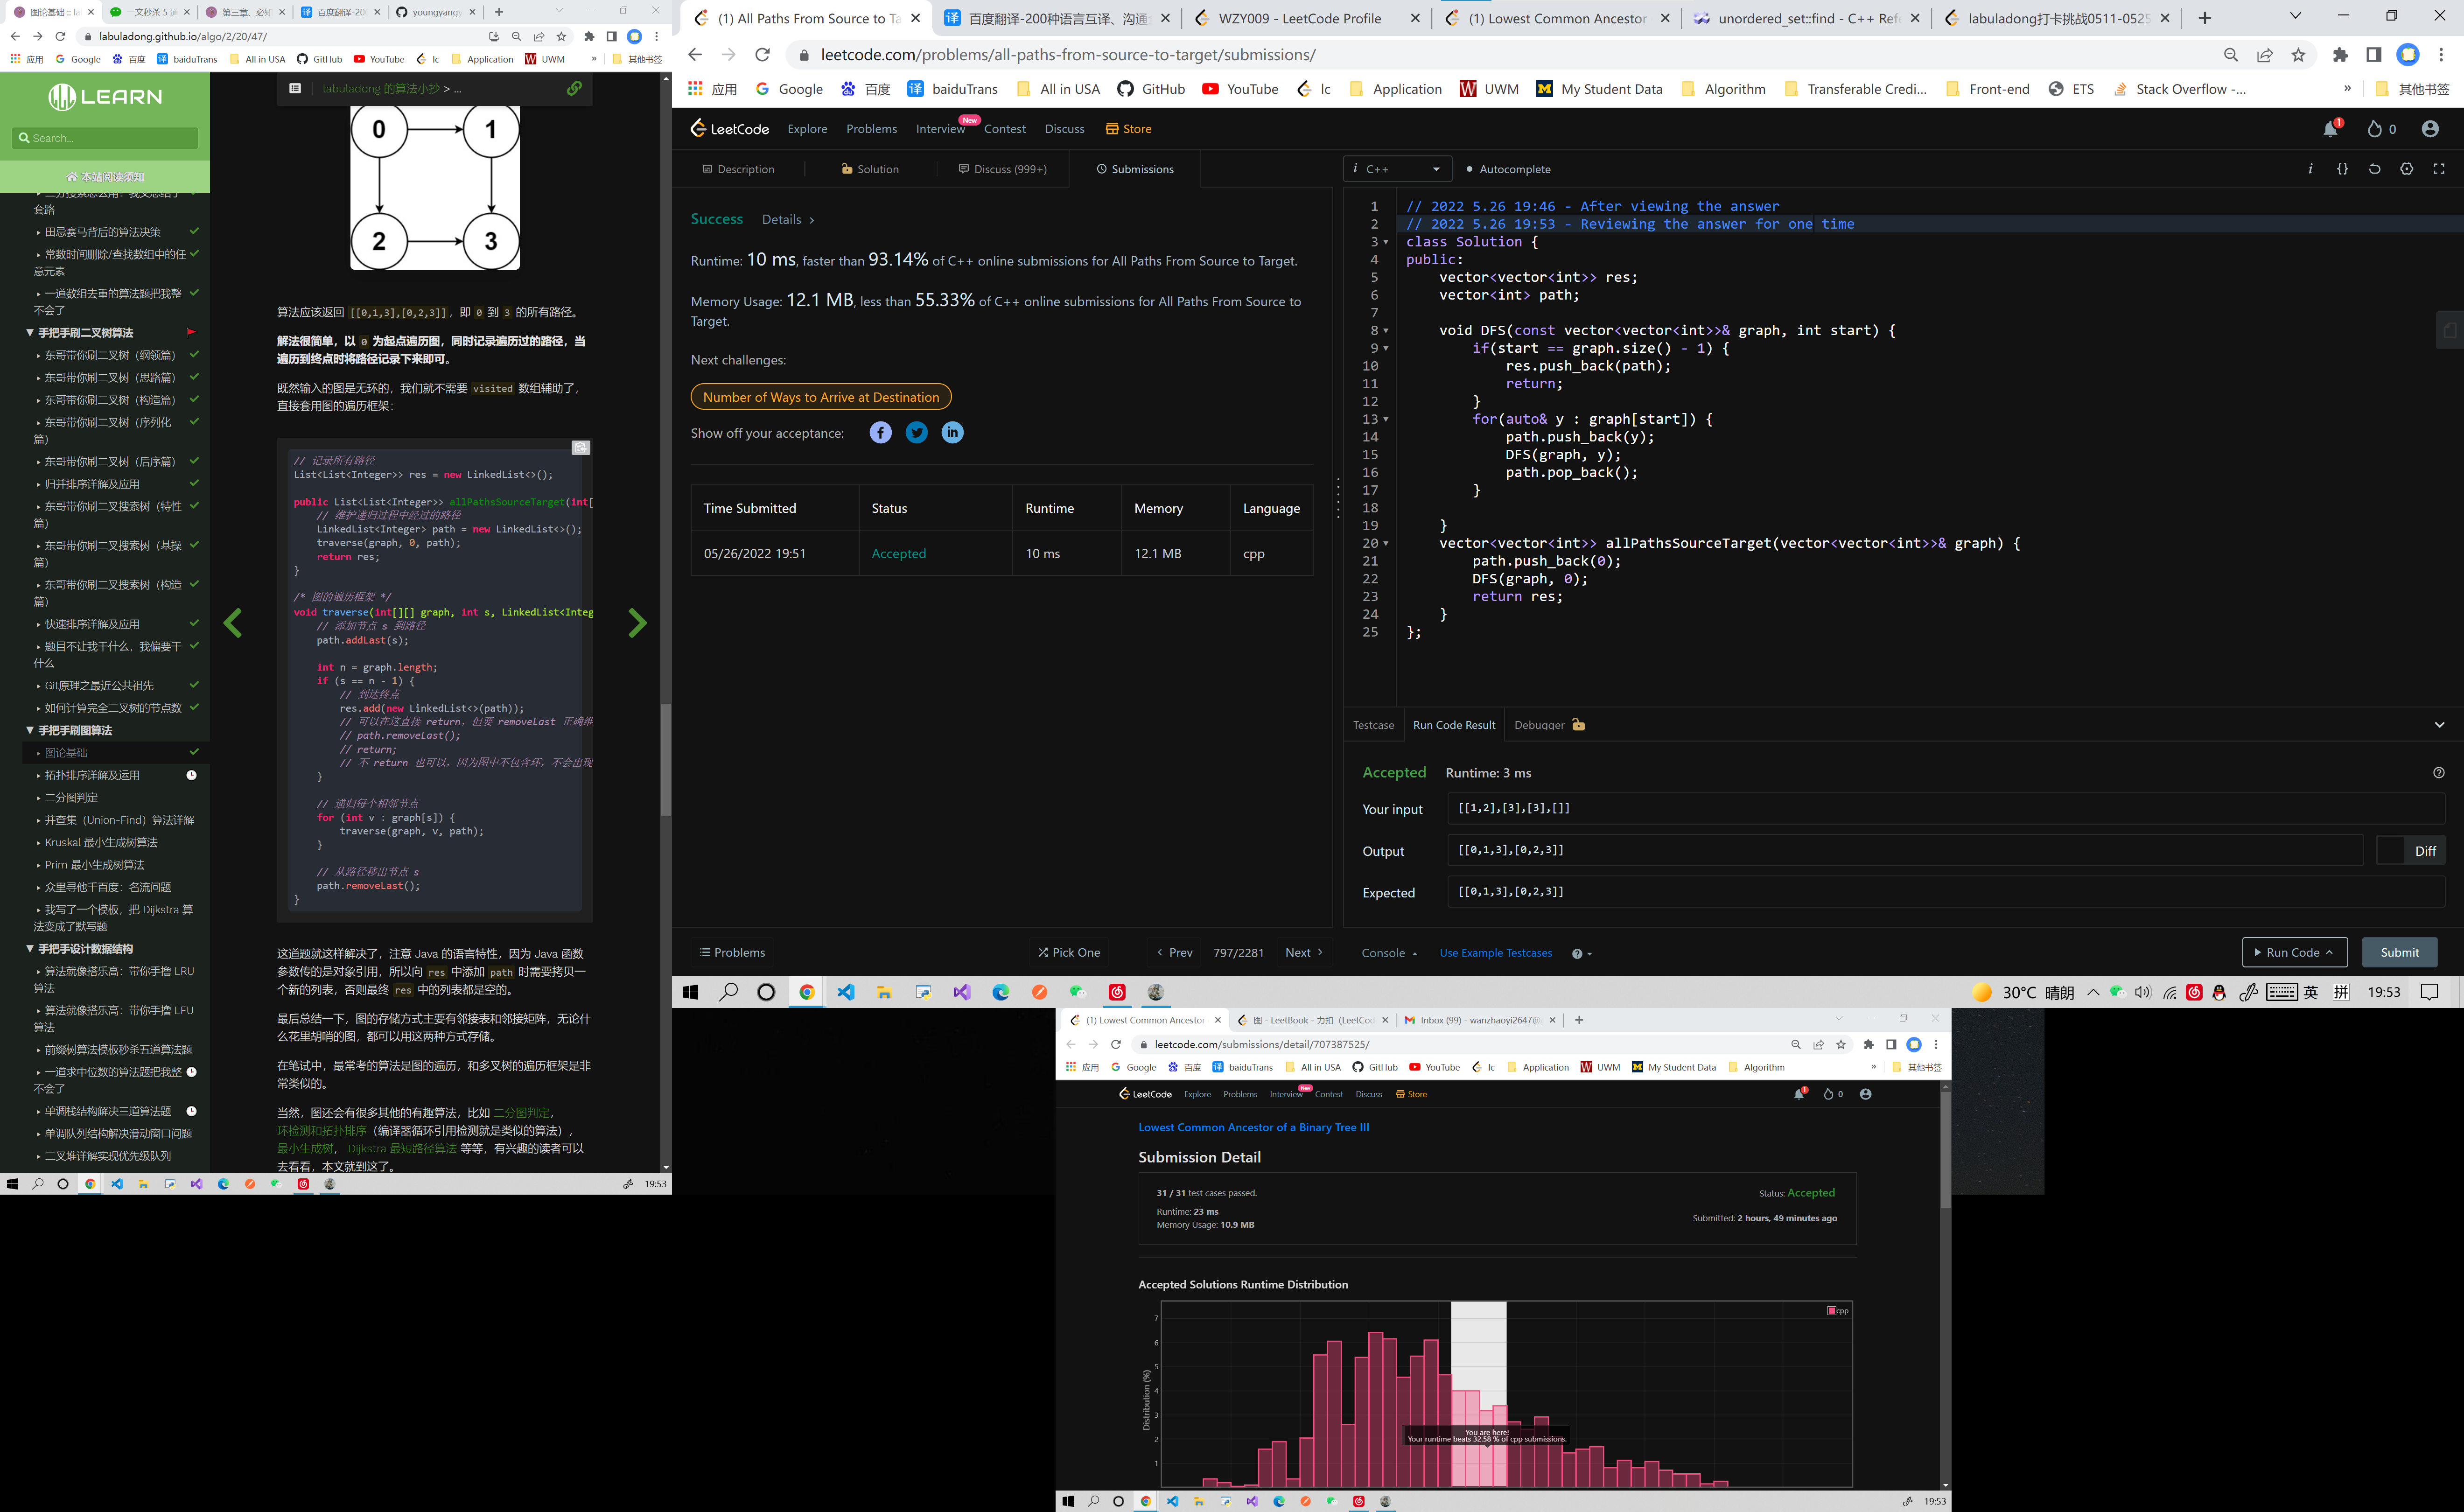 图论基础 :: la
一文秒杀 5 道
第三章、必知
百度翻译-200
youngyangy
labuladong.github.io/algo/2/20/47/
应用 Google 百度 baiduTrans All in USA GitHub YouTube lc Application UWM » 其他书签
LEARN
Search...
本站阅读须知
套路
田忌赛马背后的算法决策
常数时间删除/查找数组中的任
意元素
一道数组去重的算法题把我整
不会了
手把手刷二叉树算法
东哥带你刷二叉树（纲领篇）
东哥带你刷二叉树（思路篇）
东哥带你刷二叉树（构造篇）
东哥带你刷二叉树（序列化
篇）
东哥带你刷二叉树（后序篇）
归并排序详解及应用
东哥带你刷二叉搜索树（特性
篇）
东哥带你刷二叉搜索树（基操
篇）
东哥带你刷二叉搜索树（构造
篇）
快速排序详解及应用
题目不让我干什么，我偏要干
什么
Git原理之最近公共祖先
如何计算完全二叉树的节点数
手把手刷图算法
图论基础
拓扑排序详解及运用
二分图判定
并查集（Union-Find）算法详解
Kruskal 最小生成树算法
Prim 最小生成树算法
众里寻他千百度：名流问题
我写了一个模板，把 Dijkstra 算
法变成了默写题
手把手设计数据结构
算法就像搭乐高：带你手撸 LRU
算法
算法就像搭乐高：带你手撸 LFU
算法
前缀树算法模板秒杀五道算法题
一道求中位数的算法题把我整
不会了
单调栈结构解决三道算法题
单调队列结构解决滑动窗口问题
二叉堆详解实现优先级队列
labuladong 的算法小抄 > ...
0 1
2 3
算法应该返回 [[0,1,3],[0,2,3]]，即 0 到 3 的所有路径。
解法很简单，以 0 为起点遍历图，同时记录遍历过的路径，当
遍历到终点时将路径记录下来即可。
既然输入的图是无环的，我们就不需要 visited 数组辅助了，
直接套用图的遍历框架：
// 记录所有路径
List<List<Integer>> res = new LinkedList<>();
public List<List<Integer>> allPathsSourceTarget(int[
// 维护递归过程中经过的路径
LinkedList<Integer> path = new LinkedList<>();
traverse(graph, 0, path);
return res;
}
/* 图的遍历框架 */
void traverse(int[][] graph, int s, LinkedList<Integ
// 添加节点 s 到路径
path.addLast(s);
int n = graph.length;
if (s == n - 1) {
// 到达终点
res.add(new LinkedList<>(path));
// 可以在这直接 return，但要 removeLast 正确维
// path.removeLast();
// return;
// 不 return 也可以，因为图中不包含环，不会出现
}
// 递归每个相邻节点
for (int v : graph[s]) {
traverse(graph, v, path);
}
// 从路径移出节点 s
path.removeLast();
}
这道题就这样解决了，注意 Java 的语言特性，因为 Java 函数
参数传的是对象引用，所以向 res 中添加 path 时需要拷贝一
个新的列表，否则最终 res 中的列表都是空的。
最后总结一下，图的存储方式主要有邻接表和邻接矩阵，无论什
么花里胡哨的图，都可以用这两种方式存储。
在笔试中，最常考的算法是图的遍历，和多叉树的遍历框架是非
常类似的。
当然，图还会有很多其他的有趣算法，比如 二分图判定，
环检测和拓扑排序（编译器循环引用检测就是类似的算法），
最小生成树， Dijkstra 最短路径算法 等等，有兴趣的读者可以
去看看，本文就到这了。
19:53
(1) All Paths From Source to Ta
百度翻译-200种语言互译、沟通
WZY009 - LeetCode Profile
(1) Lowest Common Ancestor
unordered_set::find - C++ Refe
labuladong打卡挑战0511-0525
leetcode.com/problems/all-paths-from-source-to-target/submissions/
应用 Google 百度 baiduTrans All in USA GitHub YouTube lc Application UWM My Student Data Algorithm Transferable Credi... Front-end ETS Stack Overflow -... » 其他书签
LeetCode Explore Problems Interview New Contest Discuss Store 1 0
Description Solution Discuss (999+) Submissions
Success Details >
Runtime: 10 ms, faster than 93.14% of C++ online submissions for All Paths From Source to Target.
Memory Usage: 12.1 MB, less than 55.33% of C++ online submissions for All Paths From Source to
Target.
Next challenges:
Number of Ways to Arrive at Destination
Show off your acceptance:
Time Submitted Status Runtime Memory Language
05/26/2022 19:51 Accepted 10 ms 12.1 MB cpp
Problems Pick One < Prev 797/2281 Next >
i C++ Autocomplete
1 // 2022 5.26 19:46 - After viewing the answer
2 // 2022 5.26 19:53 - Reviewing the answer for one time
3 class Solution {
4 public:
5 vector<vector<int>> res;
6 vector<int> path;
7
8 void DFS(const vector<vector<int>>& graph, int start) {
9 if(start == graph.size() - 1) {
10 res.push_back(path);
11 return;
12 }
13 for(auto& y : graph[start]) {
14 path.push_back(y);
15 DFS(graph, y);
16 path.pop_back();
17 }
18
19 }
20 vector<vector<int>> allPathsSourceTarget(vector<vector<int>>& graph) {
21 path.push_back(0);
22 DFS(graph, 0);
23 return res;
24 }
25 };
Testcase Run Code Result Debugger
Accepted Runtime: 3 ms
Your input [[1,2],[3],[3],[]]
Output [[0,1,3],[0,2,3]] Diff
Expected [[0,1,3],[0,2,3]]
Console Use Example Testcases Run Code Submit
30°C 晴朗 英 拼 19:53
(1) Lowest Common Ancestor
图 - LeetBook - 力扣（LeetCod
Inbox (99) - wanzhaoyi2647@
leetcode.com/submissions/detail/707387525/
应用 Google 百度 baiduTrans All in USA GitHub YouTube lc Application UWM My Student Data Algorithm » 其他书签
LeetCode Explore Problems Interview New Contest Discuss Store 1 0
Lowest Common Ancestor of a Binary Tree III
Submission Detail
31 / 31 test cases passed. Status: Accepted
Runtime: 23 ms
Memory Usage: 10.9 MB
Submitted: 2 hours, 49 minutes ago
Accepted Solutions Runtime Distribution
cpp
7
6
5
4
3
2
1
Distribution (%)
You are here!
Your runtime beats 32.58 % of cpp submissions.
19:53